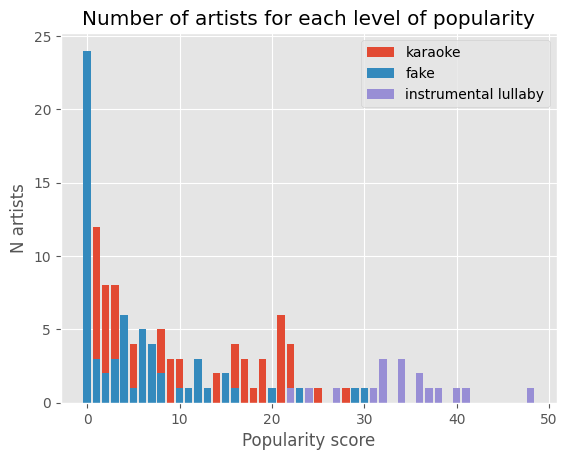 Number of artists for each level of popularity
karaoke
fake
instrumental lullaby
25
20
15
10
5
0
N artists
0 10 20 30 40 50
Popularity score